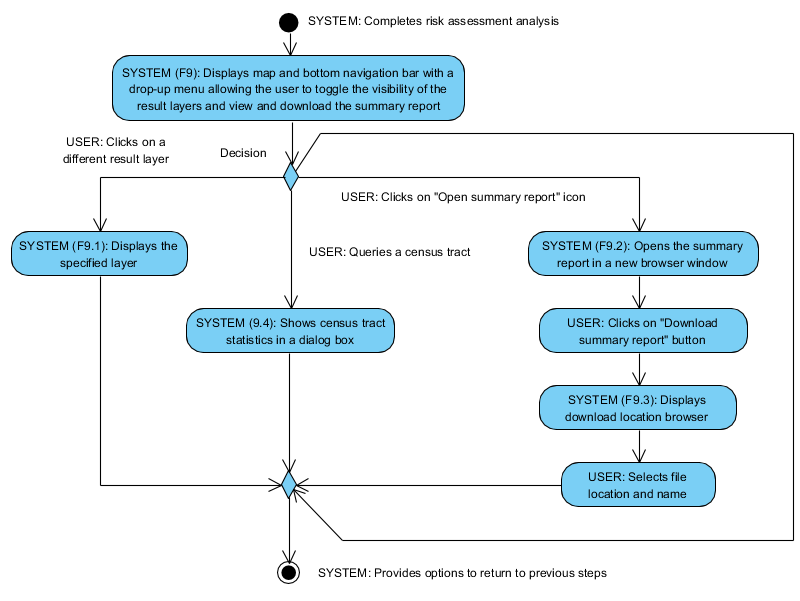 SYSTEM: Completes risk assessment analysis
SYSTEM (F9): Displays map and bottom navigation bar with a
drop-up menu allowing the user to toggle the visibility of the
result layers and view and download the summary report
USER: Clicks on a
different result layer
Decision
USER: Clicks on "Open summary report" icon
SYSTEM (F9.1): Displays the
specified layer
USER: Queries a census tract
SYSTEM (F9.2): Opens the summary
report in a new browser window
SYSTEM (9.4): Shows census tract
statistics in a dialog box
USER: Clicks on "Download
summary report" button
SYSTEM (F9.3): Displays
download location browser
USER: Selects file
location and name
SYSTEM: Provides options to return to previous steps